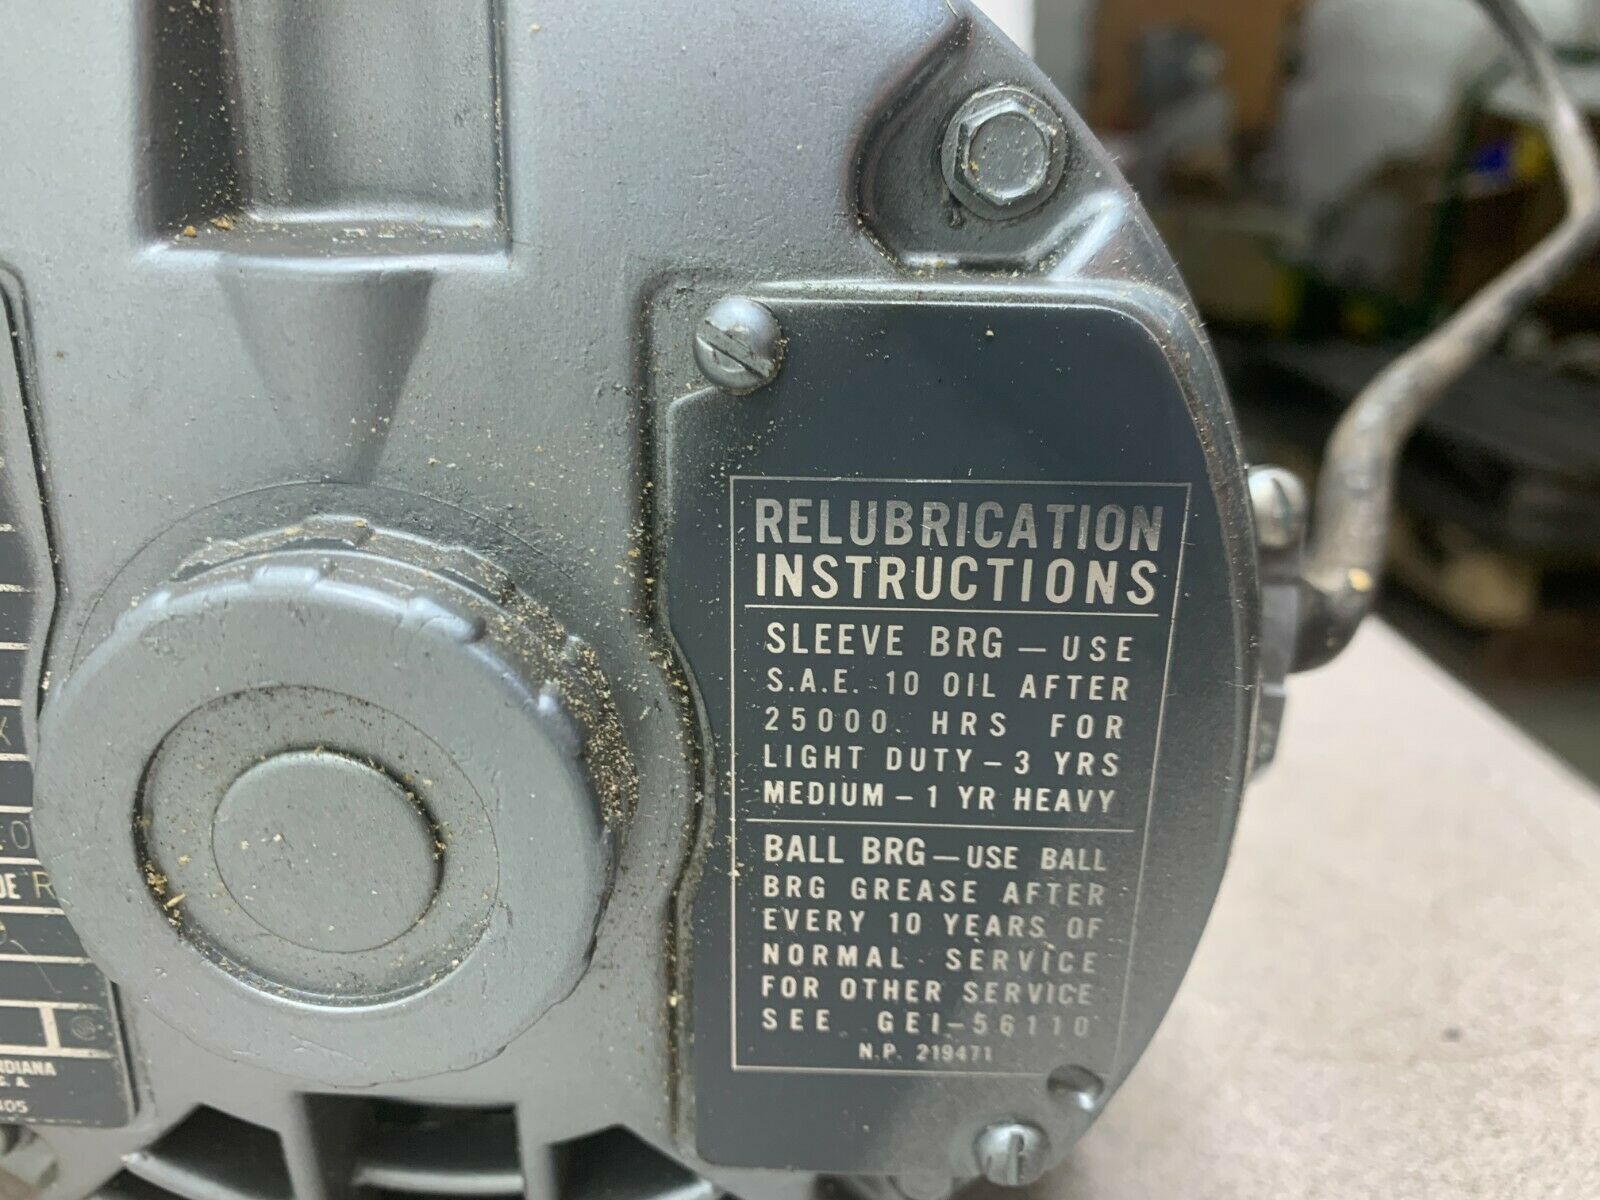 RELUBRICATION
INSTRUCTIONS
SLEEVE BRG — USE
S.A.E. 10 OIL AFTER
25000 HRS FOR
LIGHT DUTY — 3 YRS
MEDIUM — 1 YR HEAVY
BALL BRG — USE BALL
BRG GREASE AFTER
EVERY 10 YEARS OF
NORMAL SERVICE
FOR OTHER SERVICE
SEE GEI-56110
N.P. 219471
R